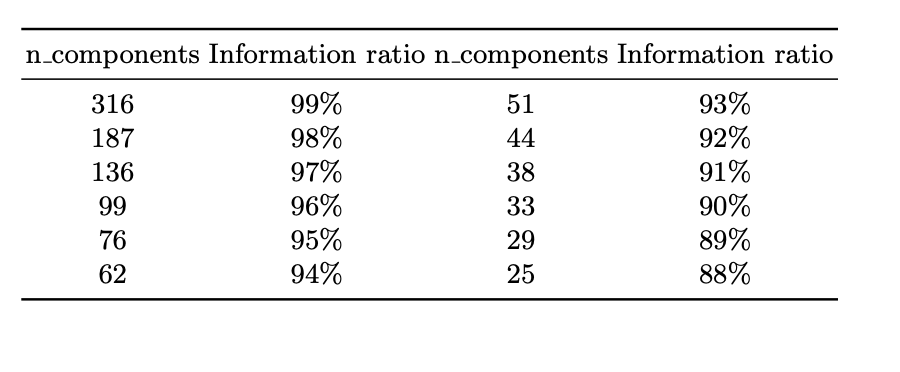 n_components Information ratio n_components Information ratio
316 99% 51 93%
187 98% 44 92%
136 97% 38 91%
99 96% 33 90%
76 95% 29 89%
62 94% 25 88%